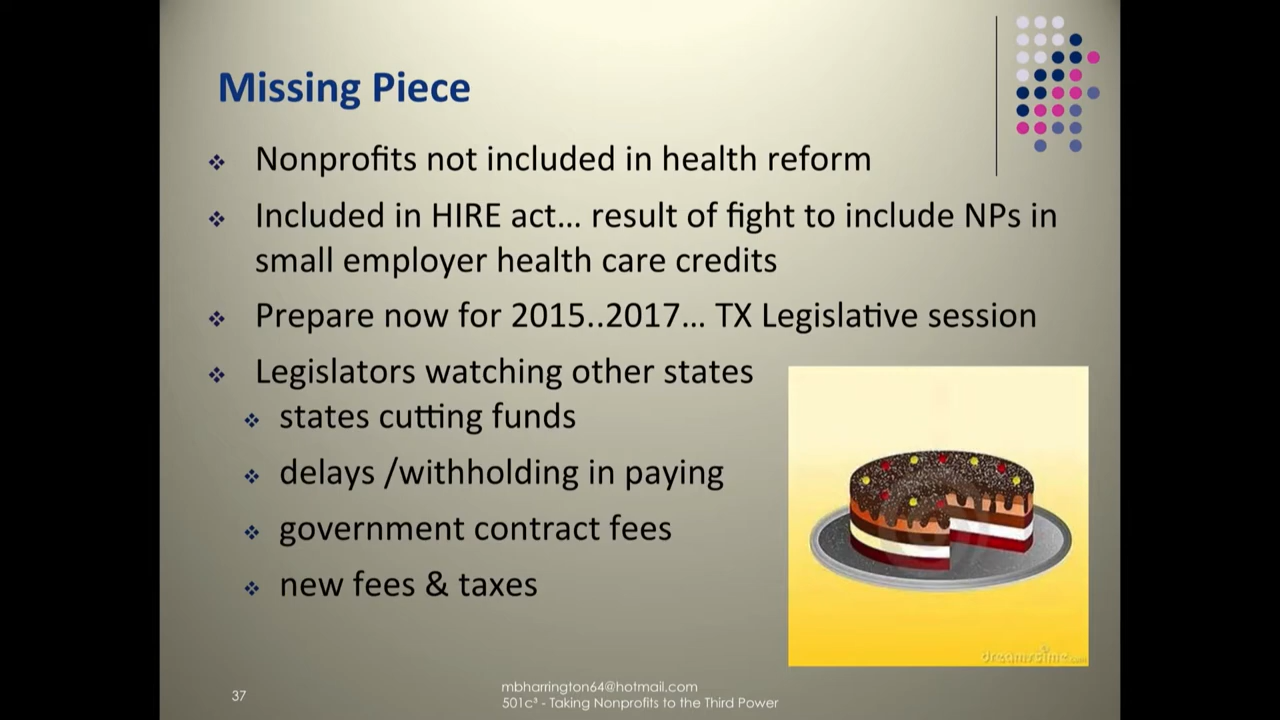 Missing Piece
Nonprofits not included in health reform
Included in HIRE act... result of fight to include NPs in
small employer health care credits
Prepare now for 2015..2017... TX Legislative session
Legislators watching other states
states cutting funds
delays /withholding in paying
government contract fees
new fees & taxes
dreamstime.com
37
mbharrington64@hotmail.com
501c³ - Taking Nonprofits to the Third Power